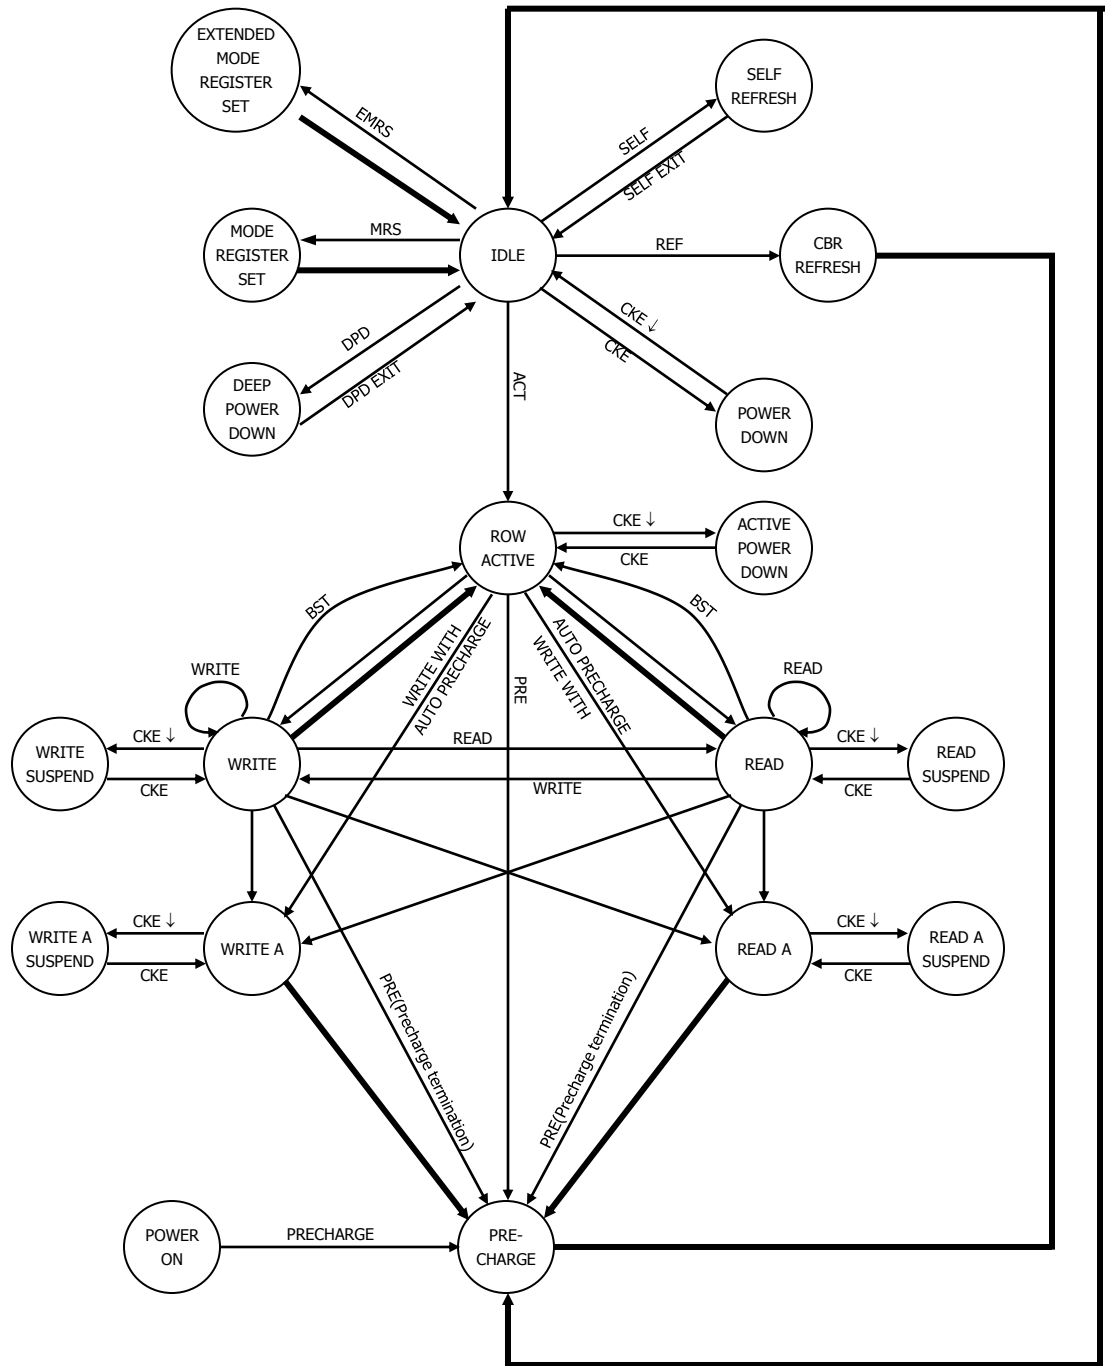 EXTENDED
MODE
REGISTER
SET
SELF
REFRESH
EMRS
SELF
SELF EXIT
MODE
REGISTER
SET
MRS
IDLE
REF
CBR
REFRESH
DPD
DPD EXIT
CKE ↓
CKE
ACT
DEEP
POWER
DOWN
POWER
DOWN
ROW
ACTIVE
CKE ↓
CKE
ACTIVE
POWER
DOWN
BST
BST
WRITE WITH
AUTO PRECHARGE
PRE
AUTO PRECHARGE
WRITE WITH
WRITE
READ
WRITE
SUSPEND
CKE ↓
CKE
WRITE
READ
WRITE
READ
CKE ↓
CKE
READ
SUSPEND
WRITE A
SUSPEND
CKE ↓
CKE
WRITE A
READ A
CKE ↓
CKE
READ A
SUSPEND
PRE(Precharge termination)
PRE(Precharge termination)
POWER
ON
PRECHARGE
PRE-
CHARGE